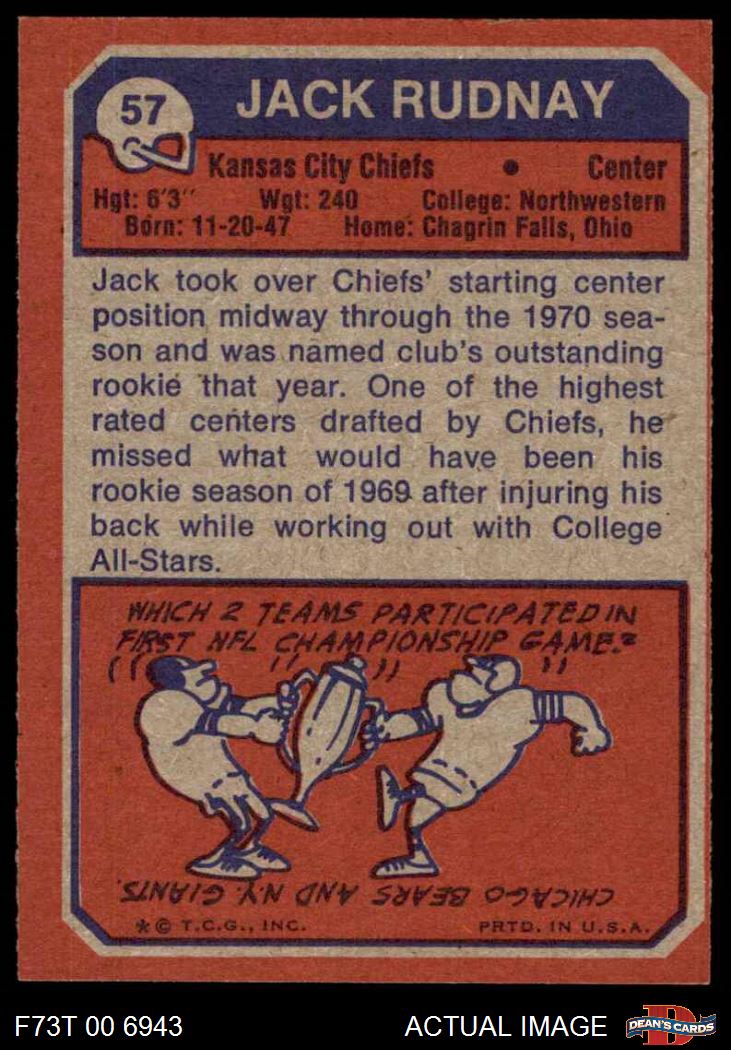 57
JACK RUDNAY
Kansas City Chiefs • Center
Hgt: 6'3" Wgt: 240 College: Northwestern
Born: 11-20-47 Home: Chagrin Falls, Ohio
Jack took over Chiefs' starting center
position midway through the 1970 sea-
son and was named club's outstanding
rookie that year. One of the highest
rated centers drafted by Chiefs, he
missed what would have been his
rookie season of 1969 after injuring his
back while working out with College
All-Stars.
WHICH 2 TEAMS PARTICIPATED IN
FIRST NFL CHAMPIONSHIP GAME?
CHICAGO BEARS AND N.Y. GIANTS.
*© T.C.G., INC. PRTD. IN U.S.A.
F73T 00 6943 ACTUAL IMAGE
D
DEAN'S CARDS